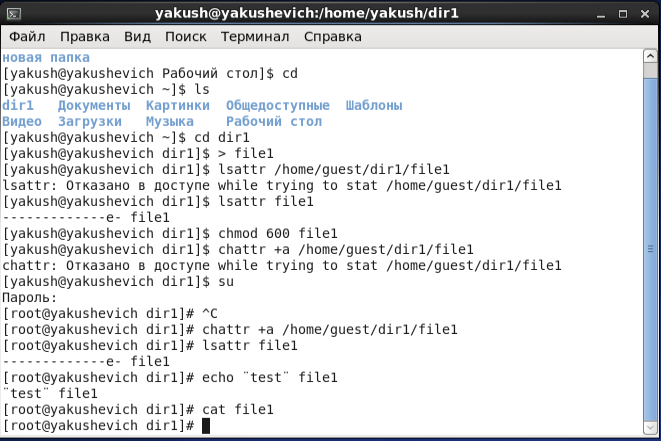 yakush@yakushevich:/home/yakush/dir1
Файл Правка Вид Поиск Терминал Справка
новая папка
[yakush@yakushevich Рабочий стол]$ cd
[yakush@yakushevich ~]$ ls
dir1 Документы Картинки Общедоступные Шаблоны
Видео Загрузки Музыка Рабочий стол
[yakush@yakushevich ~]$ cd dir1
[yakush@yakushevich dir1]$ > file1
[yakush@yakushevich dir1]$ lsattr /home/guest/dir1/file1
lsattr: Отказано в доступе while trying to stat /home/guest/dir1/file1
[yakush@yakushevich dir1]$ lsattr file1
-------------e- file1
[yakush@yakushevich dir1]$ chmod 600 file1
[yakush@yakushevich dir1]$ chattr +a /home/guest/dir1/file1
chattr: Отказано в доступе while trying to stat /home/guest/dir1/file1
[yakush@yakushevich dir1]$ su
Пароль:
[root@yakushevich dir1]# ^C
[root@yakushevich dir1]# chattr +a /home/guest/dir1/file1
[root@yakushevich dir1]# lsattr file1
-------------e- file1
[root@yakushevich dir1]# echo ¨test¨ file1
¨test¨ file1
[root@yakushevich dir1]# cat file1
[root@yakushevich dir1]#